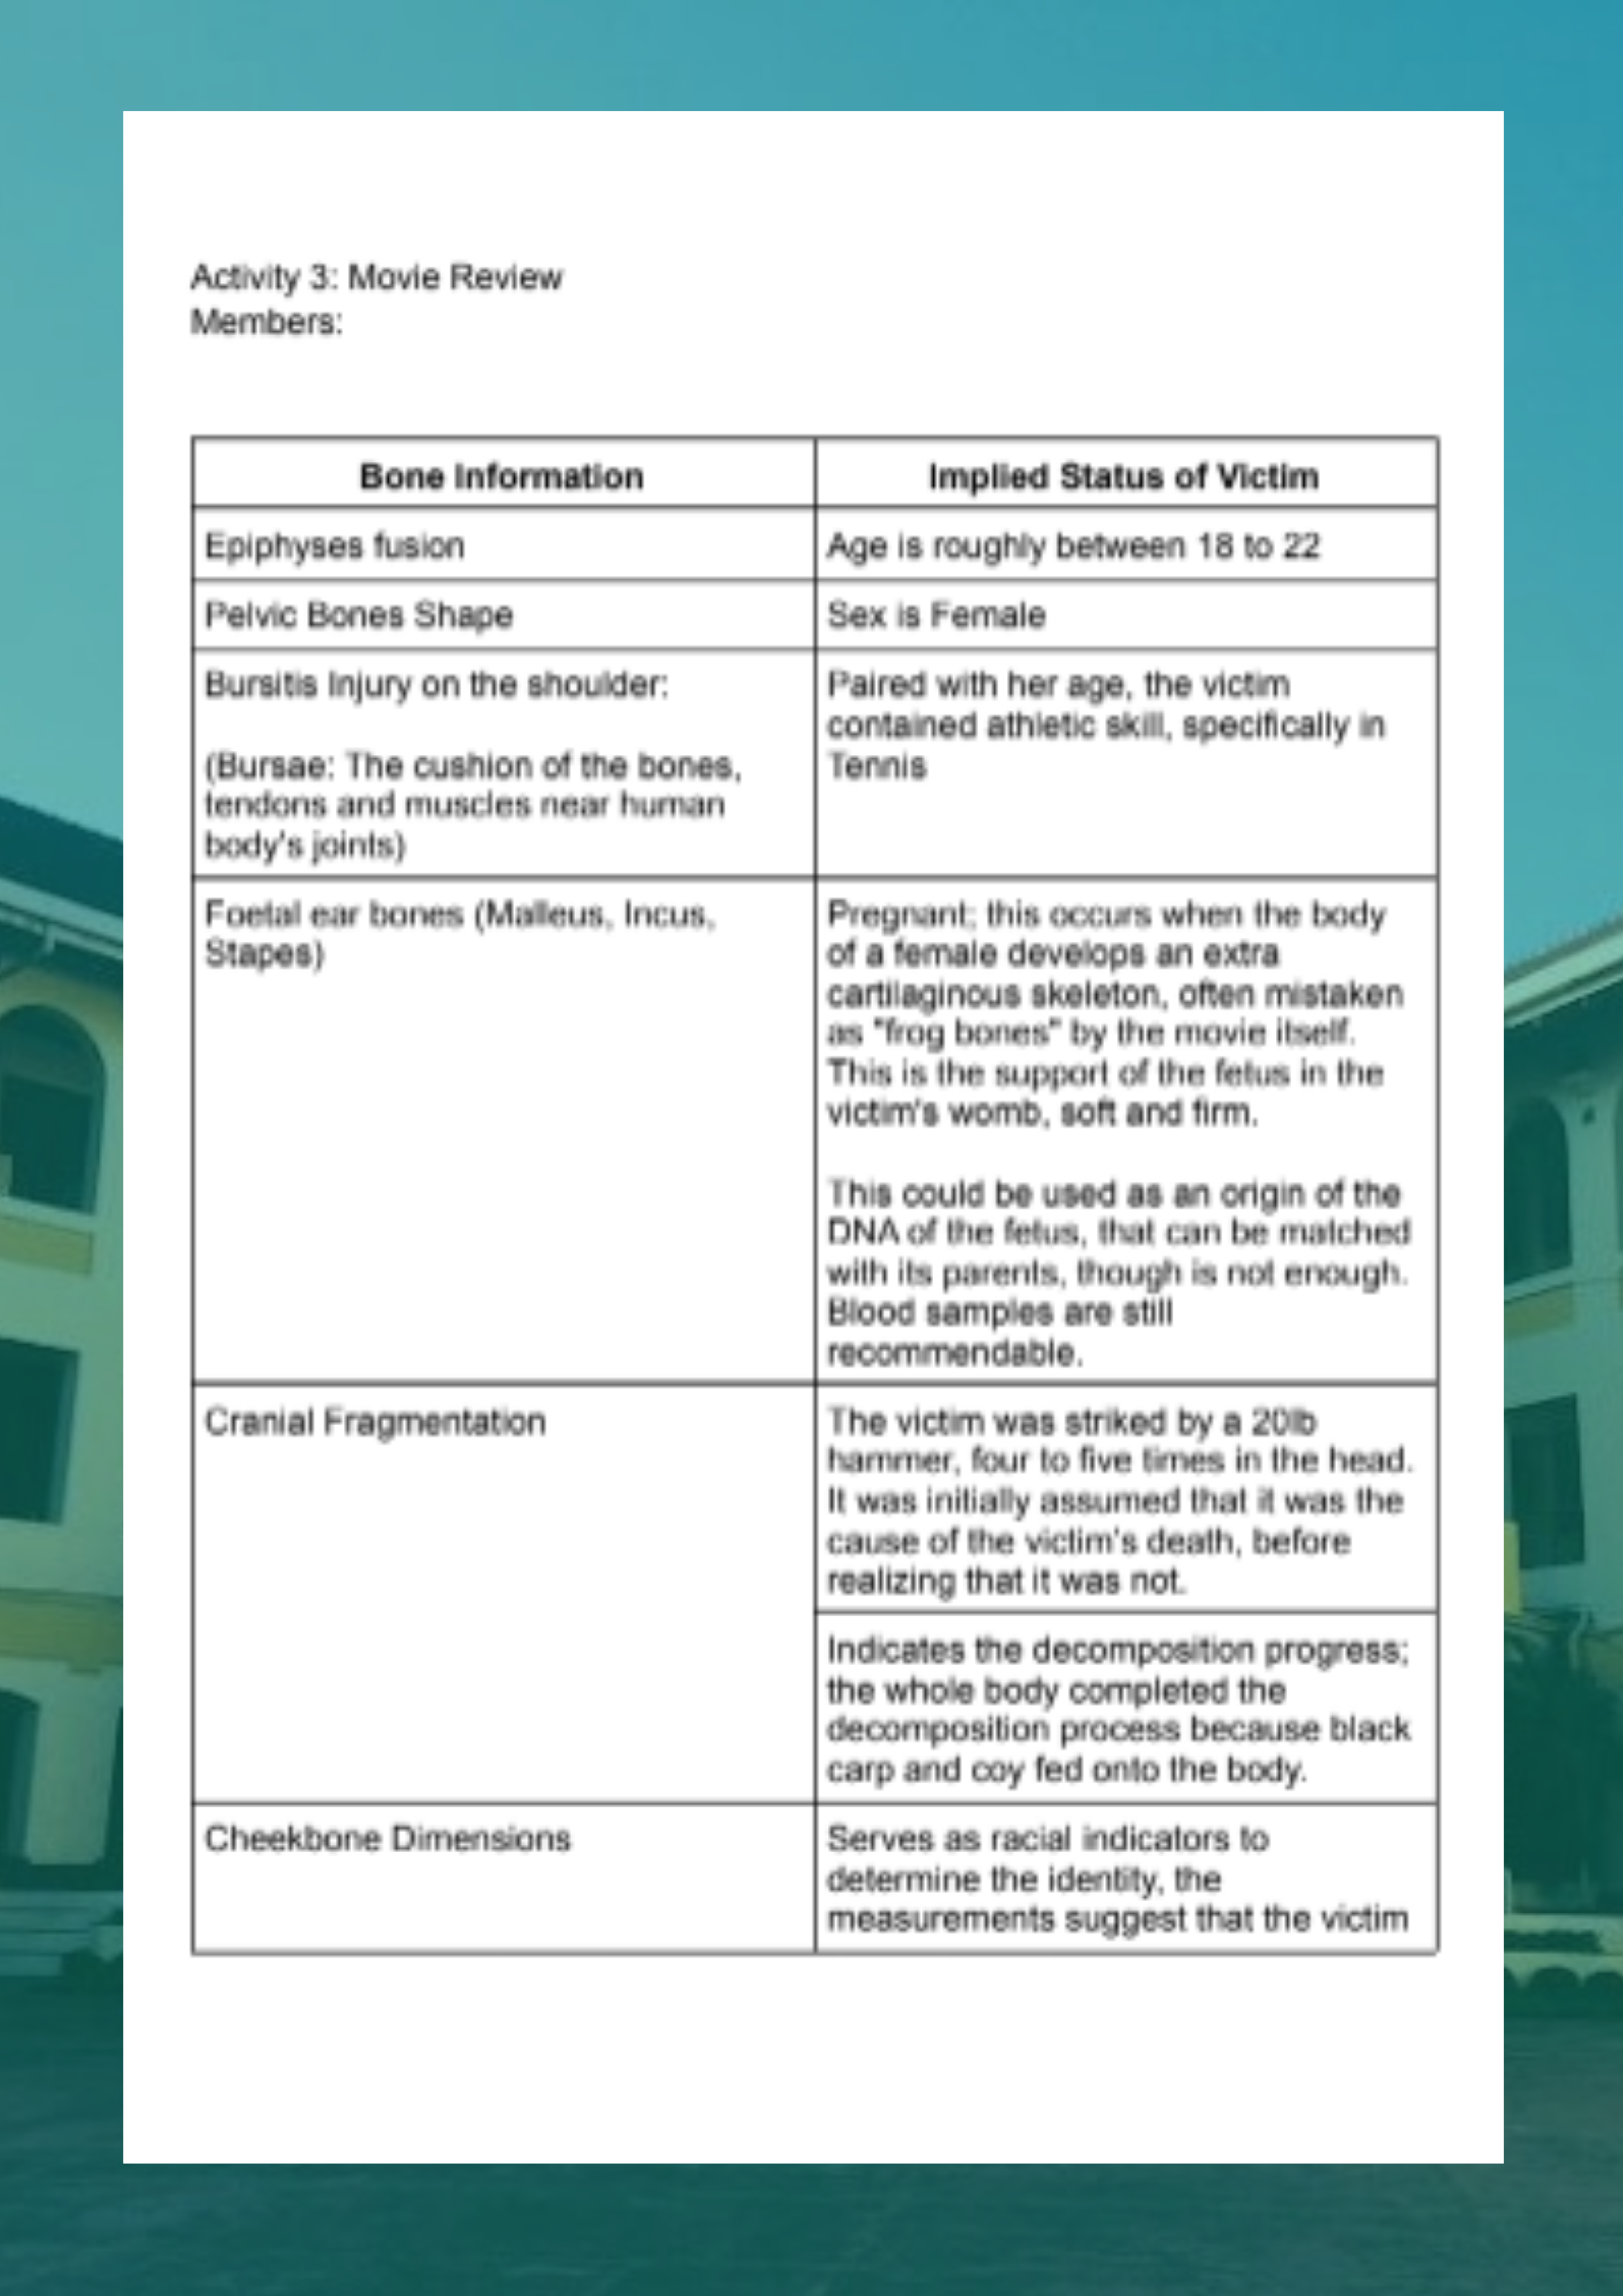 Activity 3: Movie Review
Members:
Bone Information
Implied Status of Victim
Epiphyses fusion
Age is roughly between 18 to 22
Pelvic Bones Shape
Sex is Female
Bursitis Injury on the shoulder:
(Bursae: The cushion of the bones,
tendons and muscles near human
body's joints)
Paired with her age, the victim
contained athletic skill, specifically in
Tennis
Foetal ear bones (Malleus, Incus,
Stapes)
Pregnant; this occurs when the body
of a female develops an extra
cartilaginous skeleton, often mistaken
as "frog bones" by the movie itself.
This is the support of the fetus in the
victim's womb, soft and firm.
This could be used as an origin of the
DNA of the fetus, that can be matched
with its parents, though is not enough.
Blood samples are still
recommendable.
Cranial Fragmentation
The victim was striked by a 20lb
hammer, four to five times in the head.
It was initially assumed that it was the
cause of the victim's death, before
realizing that it was not.
Indicates the decomposition progress;
the whole body completed the
decomposition process because black
carp and coy fed onto the body.
Cheekbone Dimensions
Serves as racial indicators to
determine the identity, the
measurements suggest that the victim